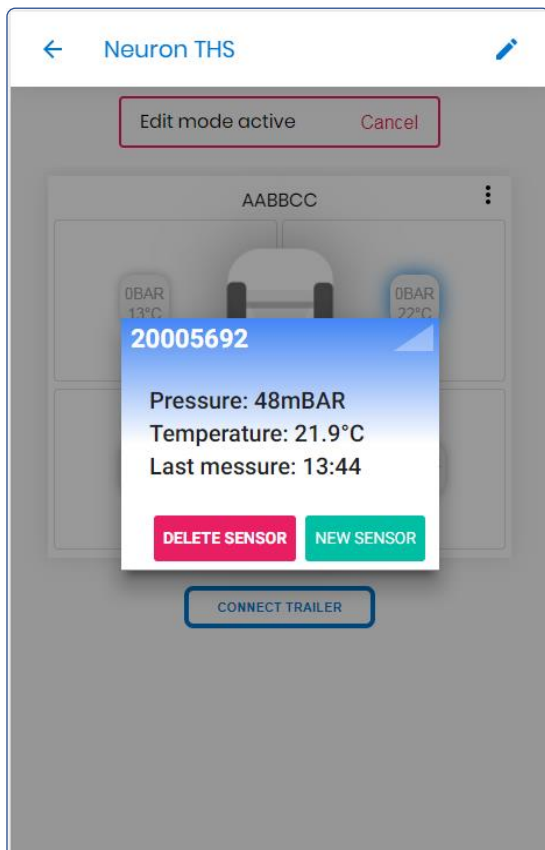 Neuron THS
Edit mode active Cancel
AABBCC
0BAR 0BAR
13°C 22°C
20005692
Pressure: 48mBAR
Temperature: 21.9°C
Last messure: 13:44
DELETE SENSOR NEW SENSOR
CONNECT TRAILER